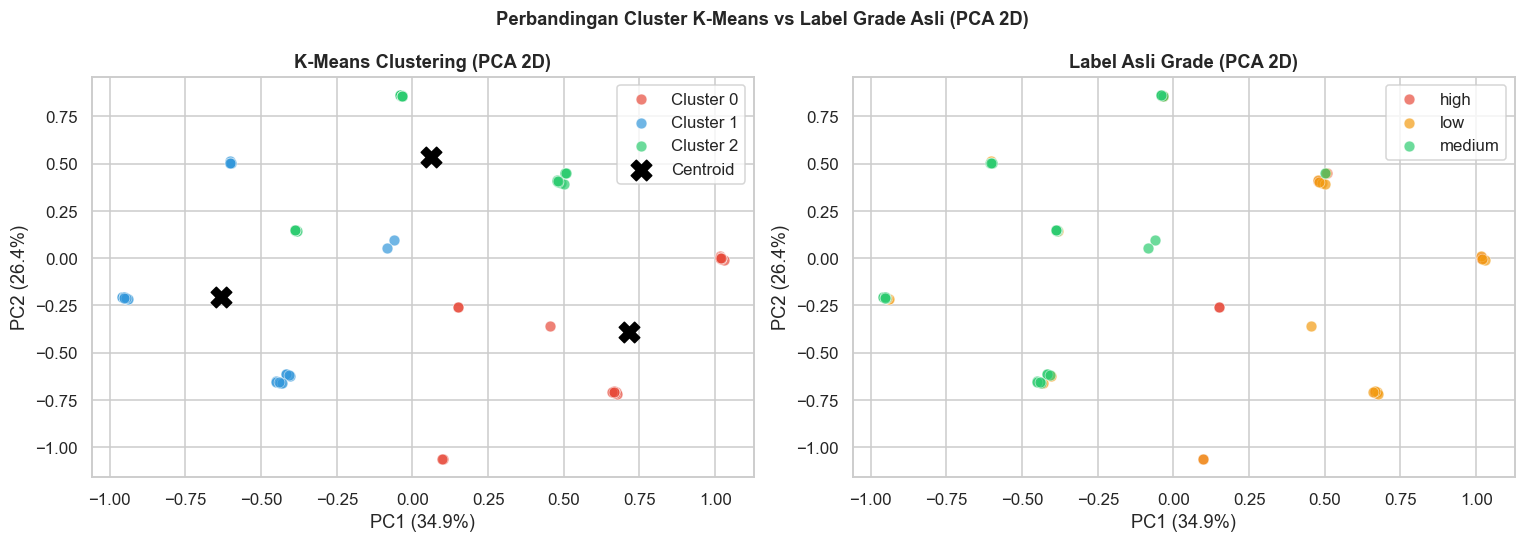 Perbandingan Cluster K-Means vs Label Grade Asli (PCA 2D)
K-Means Clustering (PCA 2D)
Cluster 0
Cluster 1
Cluster 2
Centroid
0.75
0.50
0.25
0.00
−0.25
−0.50
−0.75
−1.00
PC2 (26.4%)
−1.00 −0.75 −0.50 −0.25 0.00 0.25 0.50 0.75 1.00
PC1 (34.9%)
Label Asli Grade (PCA 2D)
high
low
medium
0.75
0.50
0.25
0.00
−0.25
−0.50
−0.75
−1.00
PC2 (26.4%)
−1.00 −0.75 −0.50 −0.25 0.00 0.25 0.50 0.75 1.00
PC1 (34.9%)